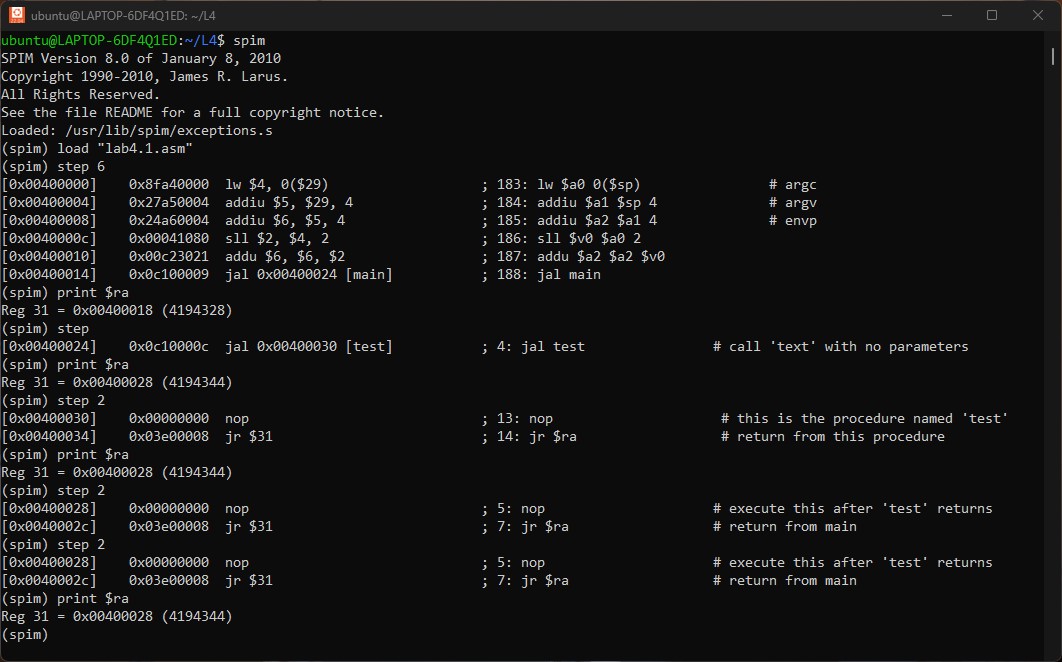 ubuntu@LAPTOP-6DF4Q1ED: ~/L4
ubuntu@LAPTOP-6DF4Q1ED:~/L4$ spim
SPIM Version 8.0 of January 8, 2010
Copyright 1990-2010, James R. Larus.
All Rights Reserved.
See the file README for a full copyright notice.
Loaded: /usr/lib/spim/exceptions.s
(spim) load "lab4.1.asm"
(spim) step 6
[0x00400000]    0x8fa40000  lw $4, 0($29)                   ; 183: lw $a0 0($sp)                # argc
[0x00400004]    0x27a50004  addiu $5, $29, 4                ; 184: addiu $a1 $sp 4              # argv
[0x00400008]    0x24a60004  addiu $6, $5, 4                 ; 185: addiu $a2 $a1 4              # envp
[0x0040000c]    0x00041080  sll $2, $4, 2                   ; 186: sll $v0 $a0 2
[0x00400010]    0x00c23021  addu $6, $6, $2                 ; 187: addu $a2 $a2 $v0
[0x00400014]    0x0c100009  jal 0x00400024 [main]           ; 188: jal main
(spim) print $ra
Reg 31 = 0x00400018 (4194328)
(spim) step
[0x00400024]    0x0c10000c  jal 0x00400030 [test]           ; 4: jal test                # call 'text' with no parameters
(spim) print $ra
Reg 31 = 0x00400028 (4194344)
(spim) step 2
[0x00400030]    0x00000000  nop                             ; 13: nop                     # this is the procedure named 'test'
[0x00400034]    0x03e00008  jr $31                          ; 14: jr $ra                  # return from this procedure
(spim) print $ra
Reg 31 = 0x00400028 (4194344)
(spim) step 2
[0x00400028]    0x00000000  nop                             ; 5: nop                     # execute this after 'test' returns
[0x0040002c]    0x03e00008  jr $31                          ; 7: jr $ra                  # return from main
(spim) step 2
[0x00400028]    0x00000000  nop                             ; 5: nop                     # execute this after 'test' returns
[0x0040002c]    0x03e00008  jr $31                          ; 7: jr $ra                  # return from main
(spim) print $ra
Reg 31 = 0x00400028 (4194344)
(spim)